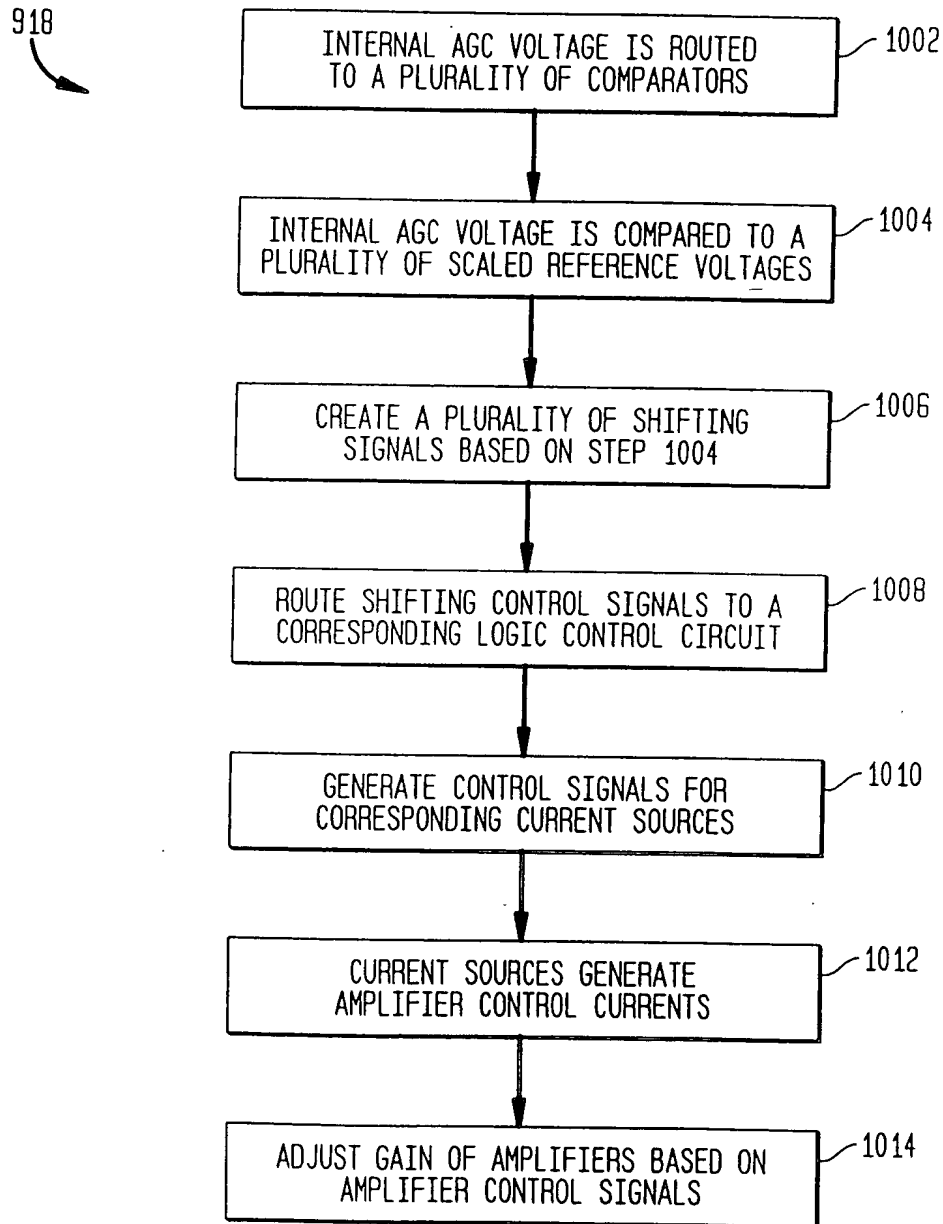 918
INTERNAL AGC VOLTAGE IS ROUTED
TO A PLURALITY OF COMPARATORS
1002
INTERNAL AGC VOLTAGE IS COMPARED TO A
PLURALITY OF SCALED REFERENCE VOLTAGES
1004
CREATE A PLURALITY OF SHIFTING
SIGNALS BASED ON STEP 1004
1006
ROUTE SHIFTING CONTROL SIGNALS TO A
CORRESPONDING LOGIC CONTROL CIRCUIT
1008
GENERATE CONTROL SIGNALS FOR
CORRESPONDING CURRENT SOURCES
1010
CURRENT SOURCES GENERATE
AMPLIFIER CONTROL CURRENTS
1012
ADJUST GAIN OF AMPLIFIERS BASED ON
AMPLIFIER CONTROL SIGNALS
1014